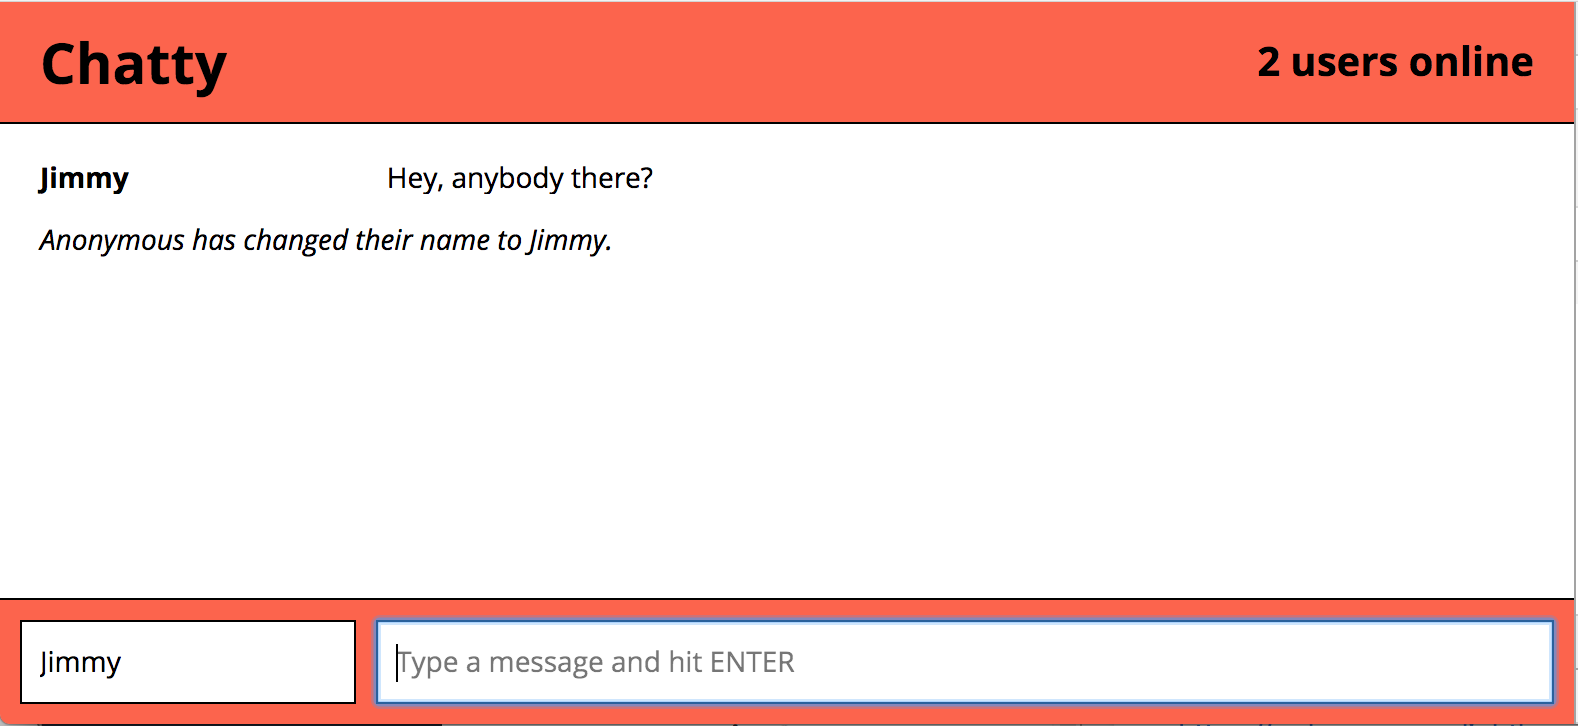 Chatty
2 users online
Jimmy Hey, anybody there?
Anonymous has changed their name to Jimmy.
Jimmy
Type a message and hit ENTER